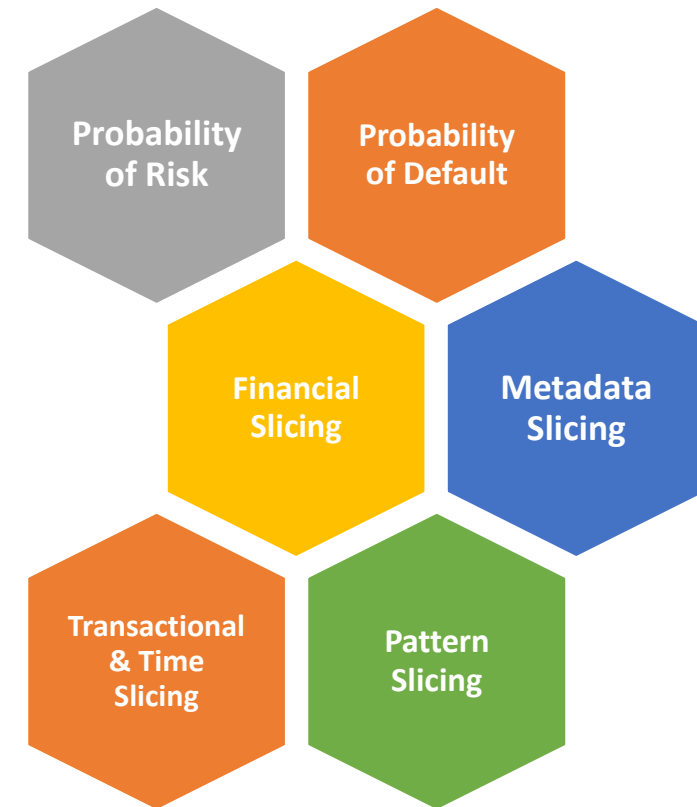 Probability
of Risk
Probability
of Default
Financial
Slicing
Metadata
Slicing
Transactional
& Time
Slicing
Pattern
Slicing